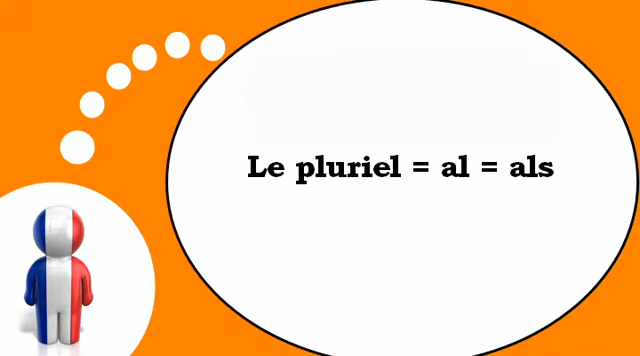 Le pluriel = al = als